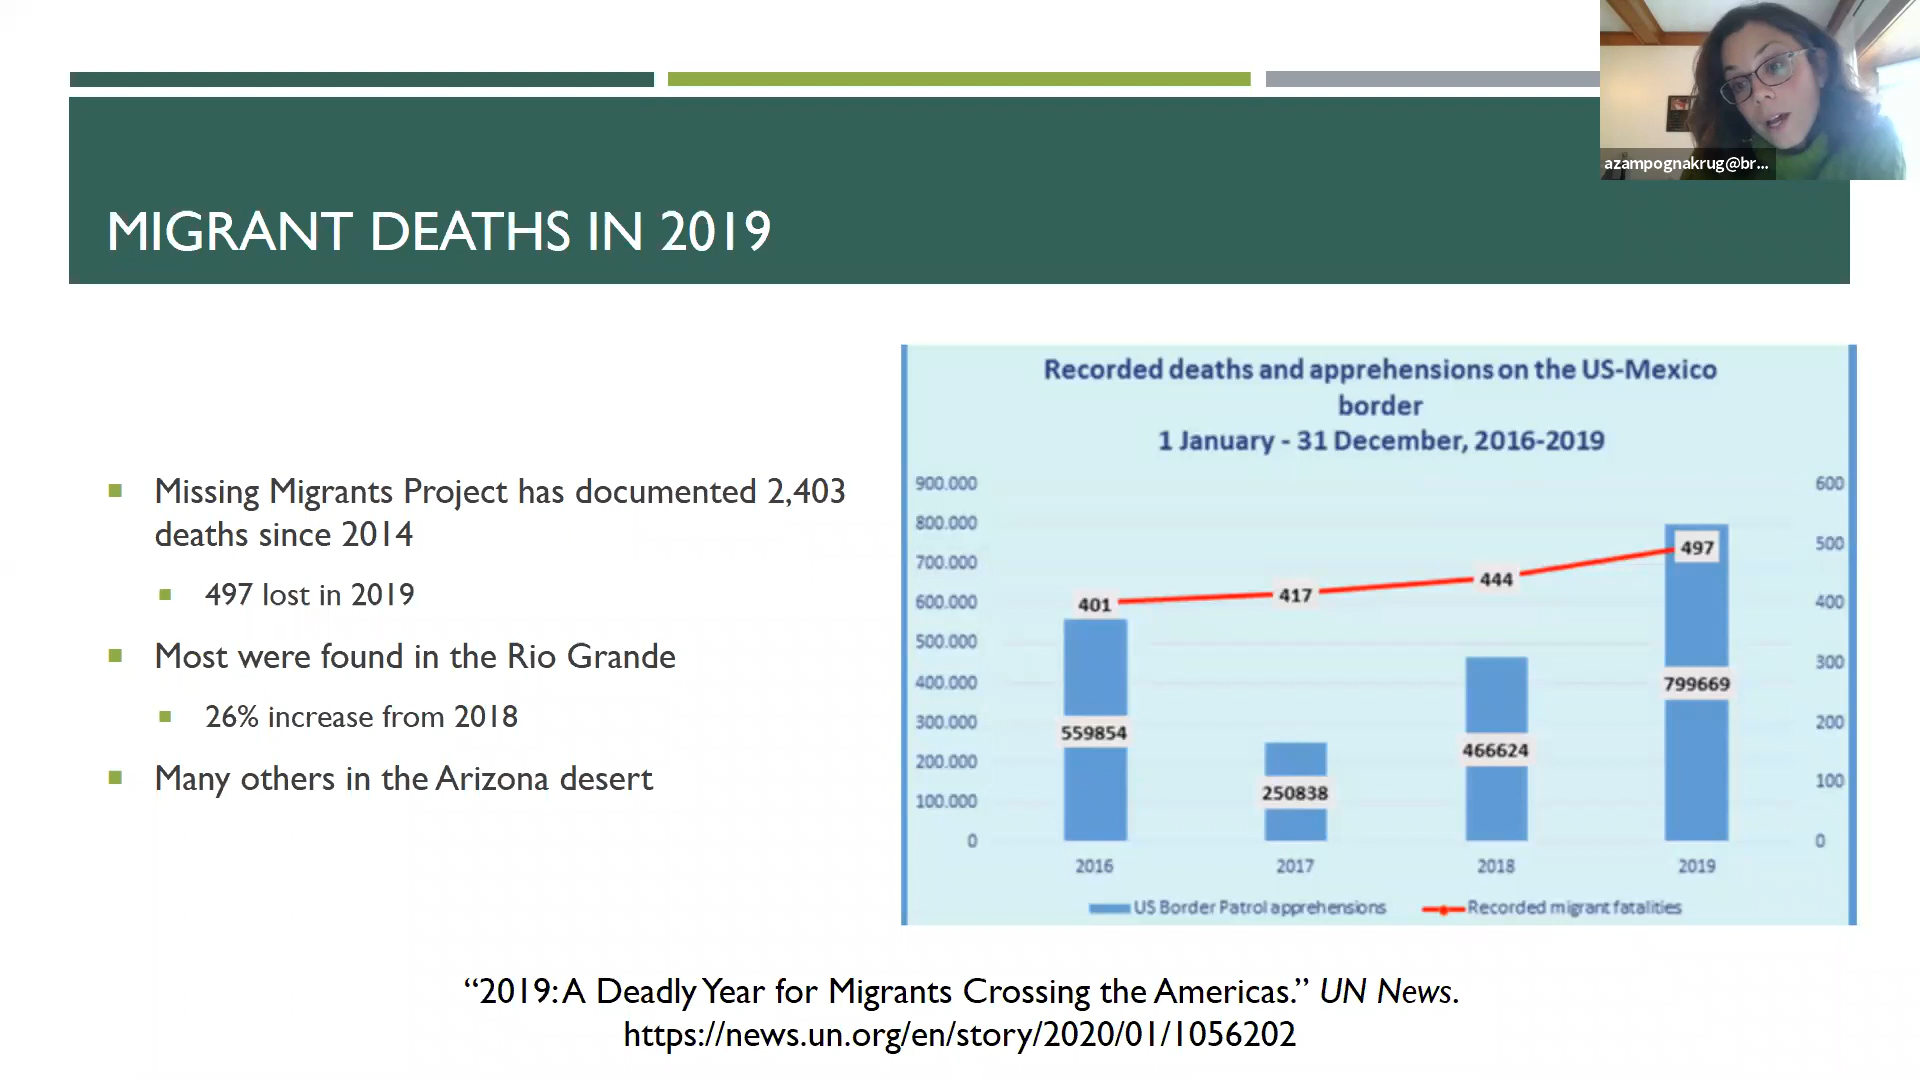 azampognakrug@br...
MIGRANT DEATHS IN 2019
▪ Missing Migrants Project has documented 2,403
deaths since 2014
▪ 497 lost in 2019
▪ Most were found in the Rio Grande
▪ 26% increase from 2018
▪ Many others in the Arizona desert
Recorded deaths and apprehensions on the US-Mexico
border
1 January - 31 December, 2016-2019
900.000 600
800.000
700.000 500
600.000 400
500.000
400.000 300
300.000 200
200.000
100.000 100
0 0
401 417 444 497
559854 250838 466624 799669
2016 2017 2018 2019
US Border Patrol apprehensions Recorded migrant fatalities
“2019: A Deadly Year for Migrants Crossing the Americas.” UN News.
https://news.un.org/en/story/2020/01/1056202